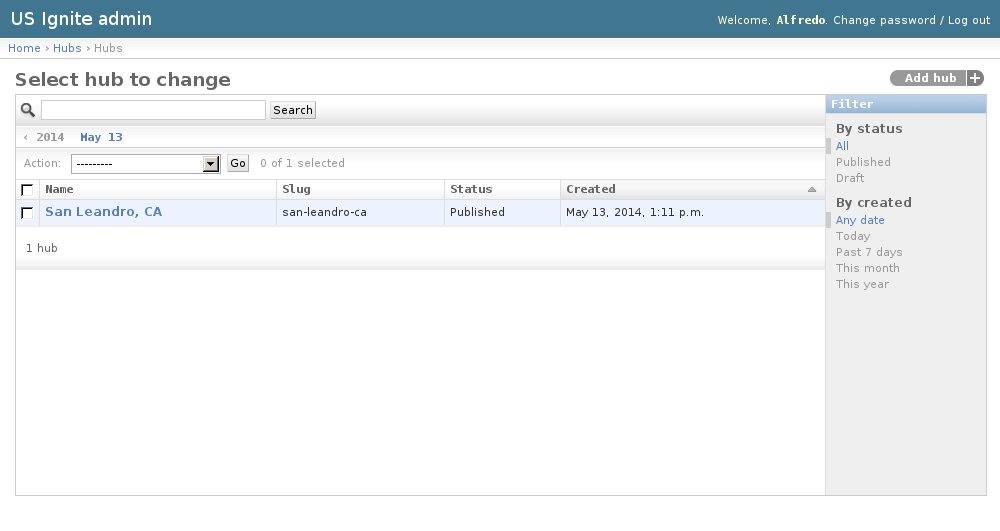 US Ignite admin
Welcome, Alfredo. Change password / Log out
Home › Hubs › Hubs
Select hub to change
Add hub
Search
‹ 2014 May 13
Action: --------- Go 0 of 1 selected
Name Slug Status Created
San Leandro, CA san-leandro-ca Published May 13, 2014, 1:11 p.m.
1 hub
Filter
By status
All
Published
Draft
By created
Any date
Today
Past 7 days
This month
This year